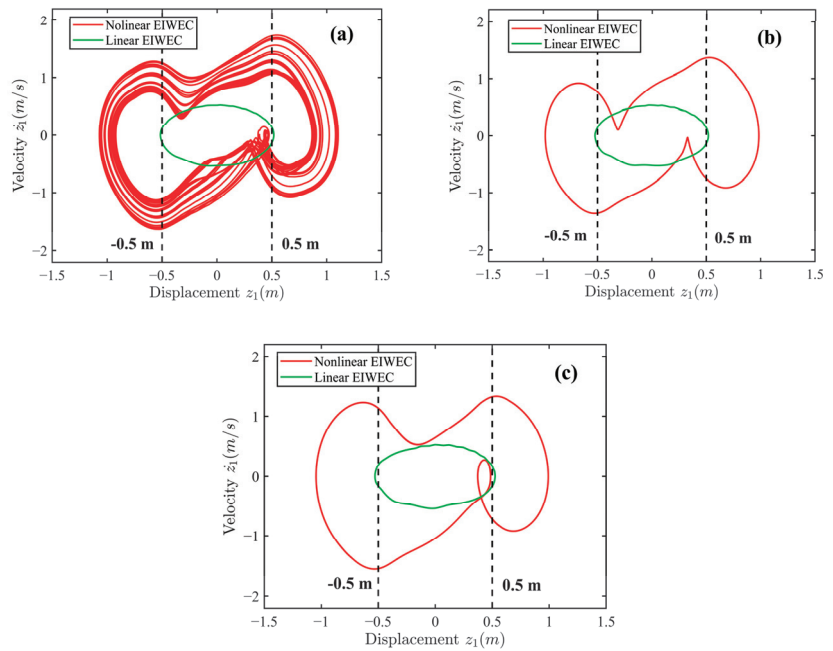 2
1
0
−1
−2
Velocity ż₁(m/s)
Nolinear EIWEC
Linear EIWEC
(a)
-0.5 m
0.5 m
−1.5 −1 −0.5 0 0.5 1 1.5
Displacement z₁(m)
2
1
0
−1
−2
Velocity ż₁(m/s)
Nonlinear EIWEC
Linear EIWEC
(b)
-0.5 m
0.5 m
−1.5 −1 −0.5 0 0.5 1 1.5
Displacement z₁(m)
2
1
0
−1
−2
Velocity ż₁(m/s)
Nonlinear EIWEC
Linear EIWEC
(c)
-0.5 m
0.5 m
−1.5 −1 −0.5 0 0.5 1 1.5
Displacement z₁(m)